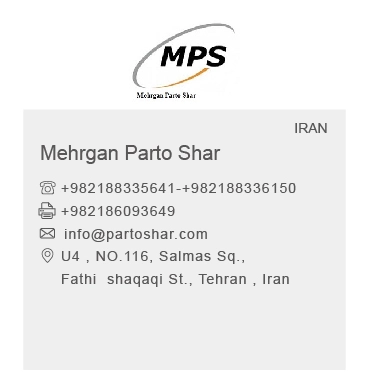 MPS
Mehrgan Parto Shar
IRAN
Mehrgan Parto Shar
+982188335641-+982188336150
+982186093649
info@partoshar.com
U4 , NO.116, Salmas Sq.,
Fathi shaqaqi St., Tehran , Iran